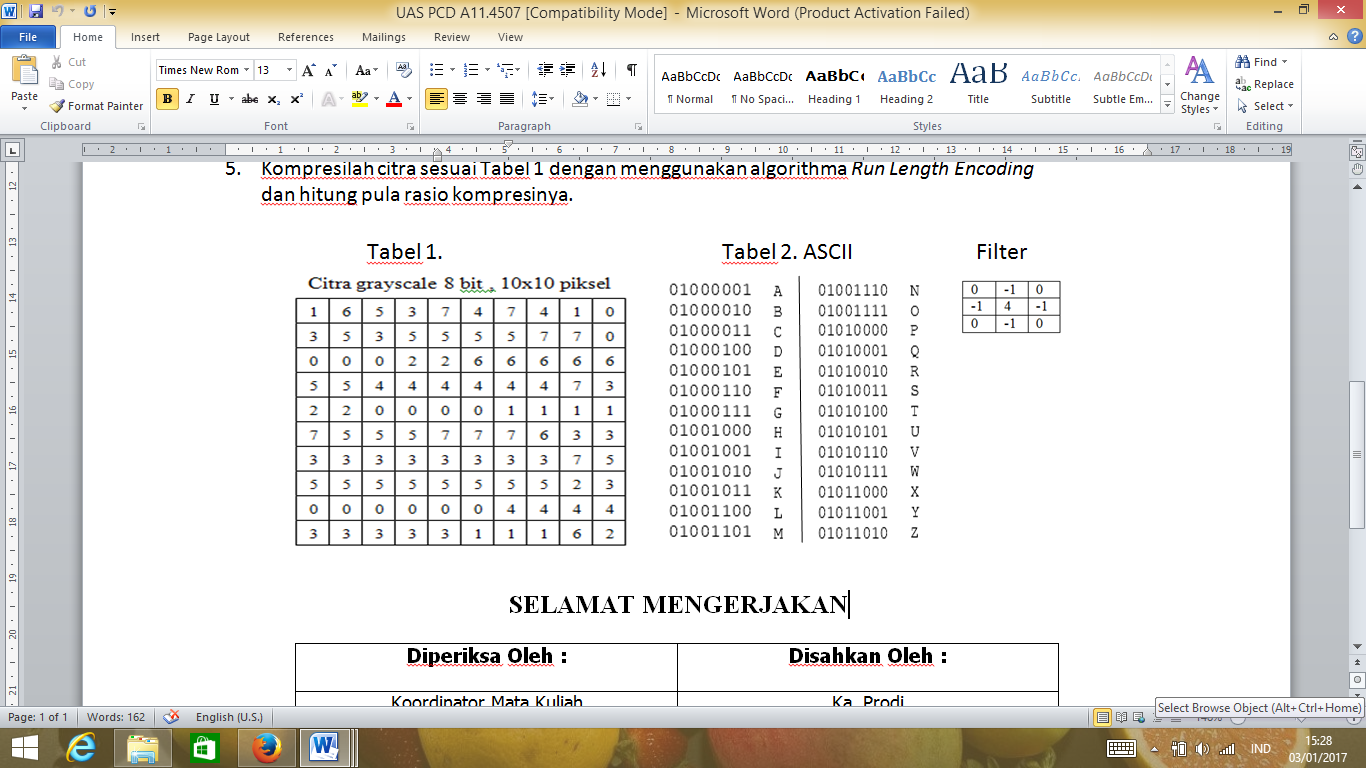 UAS PCD A11.4507 [Compatibility Mode] - Microsoft Word (Product Activation Failed)
File Home Insert Page Layout References Mailings Review View
Paste
Cut
Copy
Format Painter
Clipboard
Times New Rom 13
Font
Paragraph
AaBbCcDc AaBbCcDc AaBbC AaBbCc AaB AaBbCc. AaBbCcDc
¶ Normal ¶ No Spaci... Heading 1 Heading 2 Title Subtitle Subtle Em...
Change Styles
Styles
Find
Replace
Select
Editing
5. Kompresilah citra sesuai Tabel 1 dengan menggunakan algorithma Run Length Encoding
dan hitung pula rasio kompresinya.
Tabel 1. Tabel 2. ASCII Filter
Citra grayscale 8 bit , 10x10 piksel
1 6 5 3 7 4 7 4 1 0
3 5 3 5 5 5 5 7 7 0
0 0 0 2 2 6 6 6 6 6
5 5 4 4 4 4 4 4 7 3
2 2 0 0 0 0 1 1 1 1
7 5 5 5 7 7 7 6 3 3
3 3 3 3 3 3 3 3 7 5
5 5 5 5 5 5 5 5 2 3
0 0 0 0 0 0 4 4 4 4
3 3 3 3 3 1 1 1 6 2
01000001 A 01001110 N
01000010 B 01001111 O
01000011 C 01010000 P
01000100 D 01010001 Q
01000101 E 01010010 R
01000110 F 01010011 S
01000111 G 01010100 T
01001000 H 01010101 U
01001001 I 01010110 V
01001010 J 01010111 W
01001011 K 01011000 X
01001100 L 01011001 Y
01001101 M 01011010 Z
0 -1 0
-1 4 -1
0 -1 0
SELAMAT MENGERJAKAN
Diperiksa Oleh : Disahkan Oleh :
Koordinator Mata Kuliah Ka. Prodi
Page: 1 of 1 Words: 162 English (U.S.)
Select Browse Object (Alt+Ctrl+Home)
IND
15:28
03/01/2017